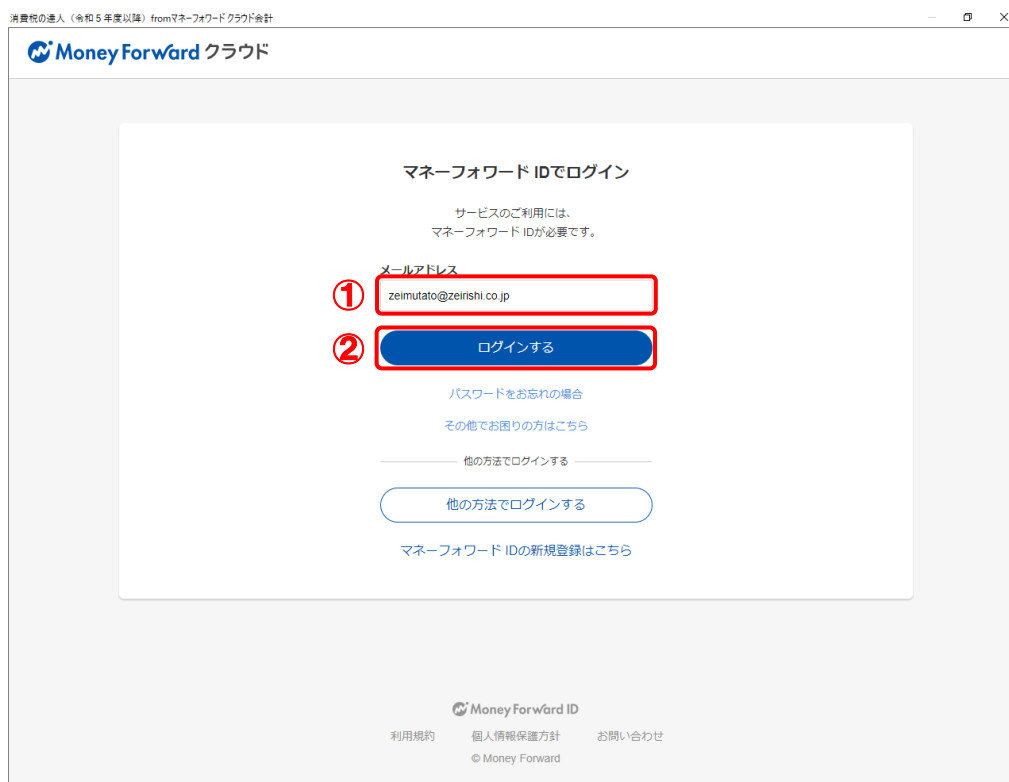 消費税の達人（令和５年度以降）fromマネーフォワード クラウド会計
Money Forward クラウド
マネーフォワード IDでログイン
サービスのご利用には、
マネーフォワード IDが必要です。
メールアドレス
① zeimutato@zeirishi.co.jp
② ログインする
パスワードをお忘れの場合
その他でお困りの方はこちら
他の方法でログインする
他の方法でログインする
マネーフォワード IDの新規登録はこちら
Money Forward ID
利用規約 個人情報保護方針 お問い合わせ
© Money Forward